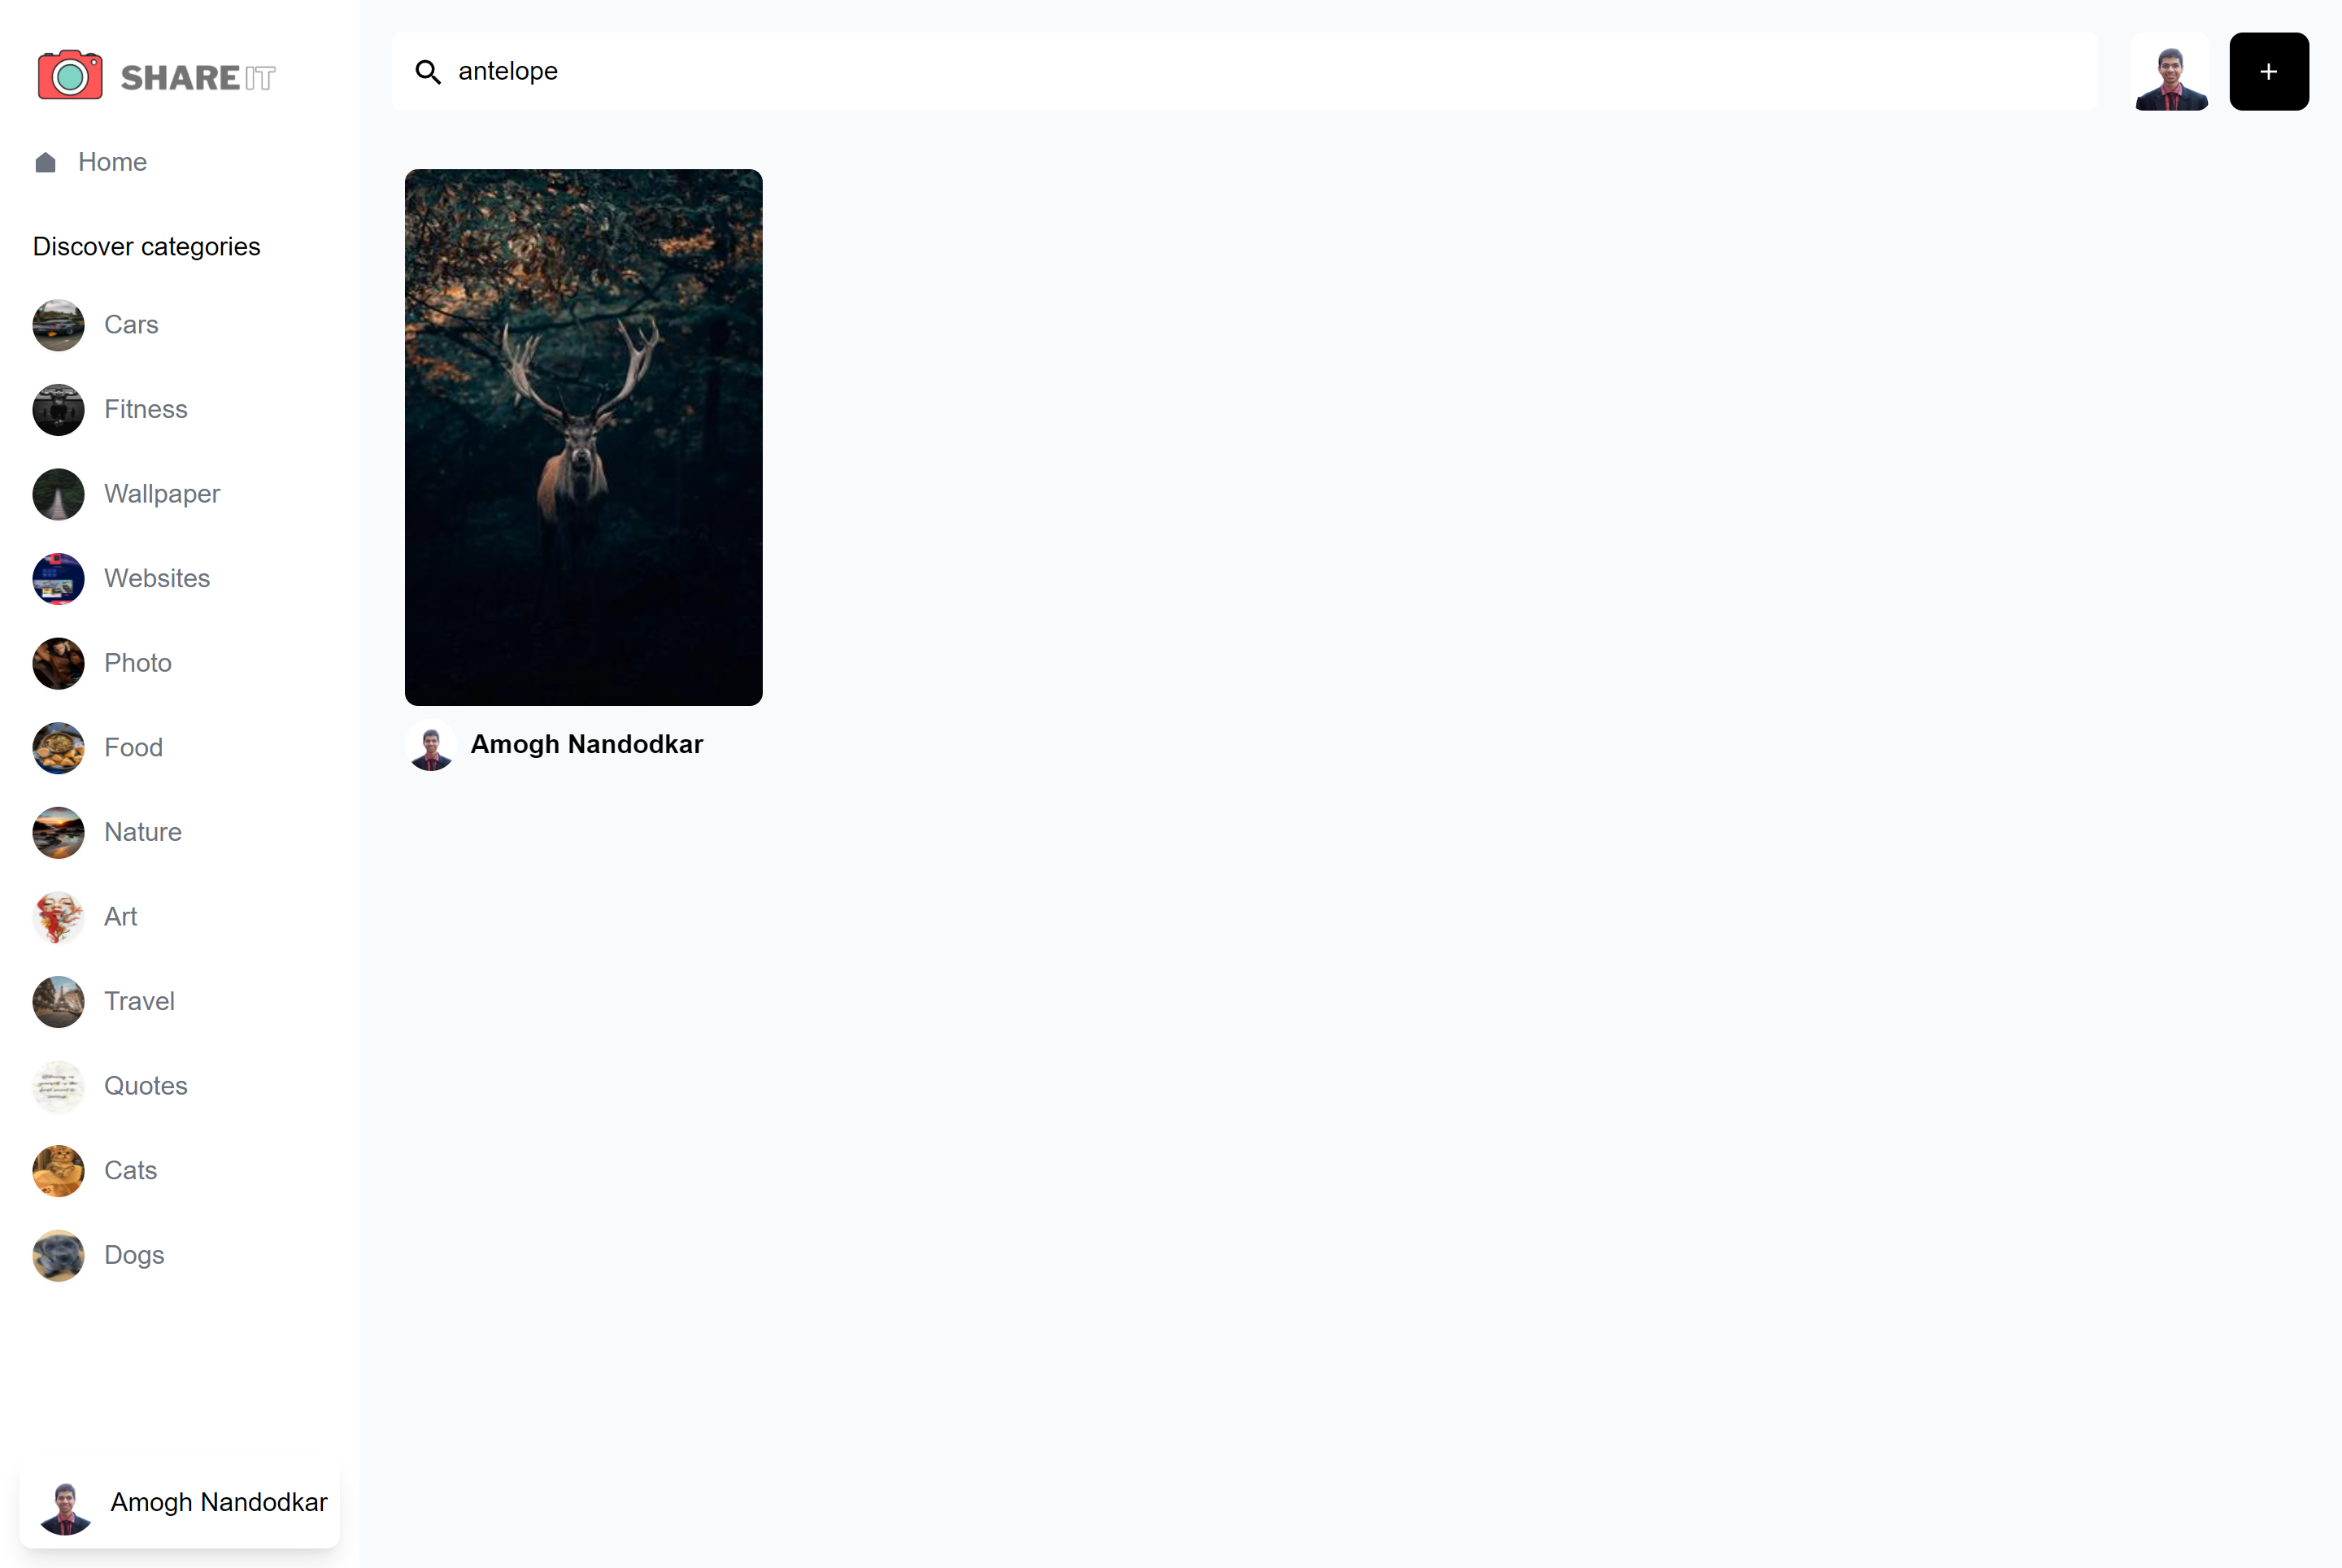 SHARE IT
antelope
+
Home
Discover categories
Cars
Fitness
Wallpaper
Websites
Photo
Food
Nature
Art
Travel
Quotes
Cats
Dogs
Amogh Nandodkar
Amogh Nandodkar